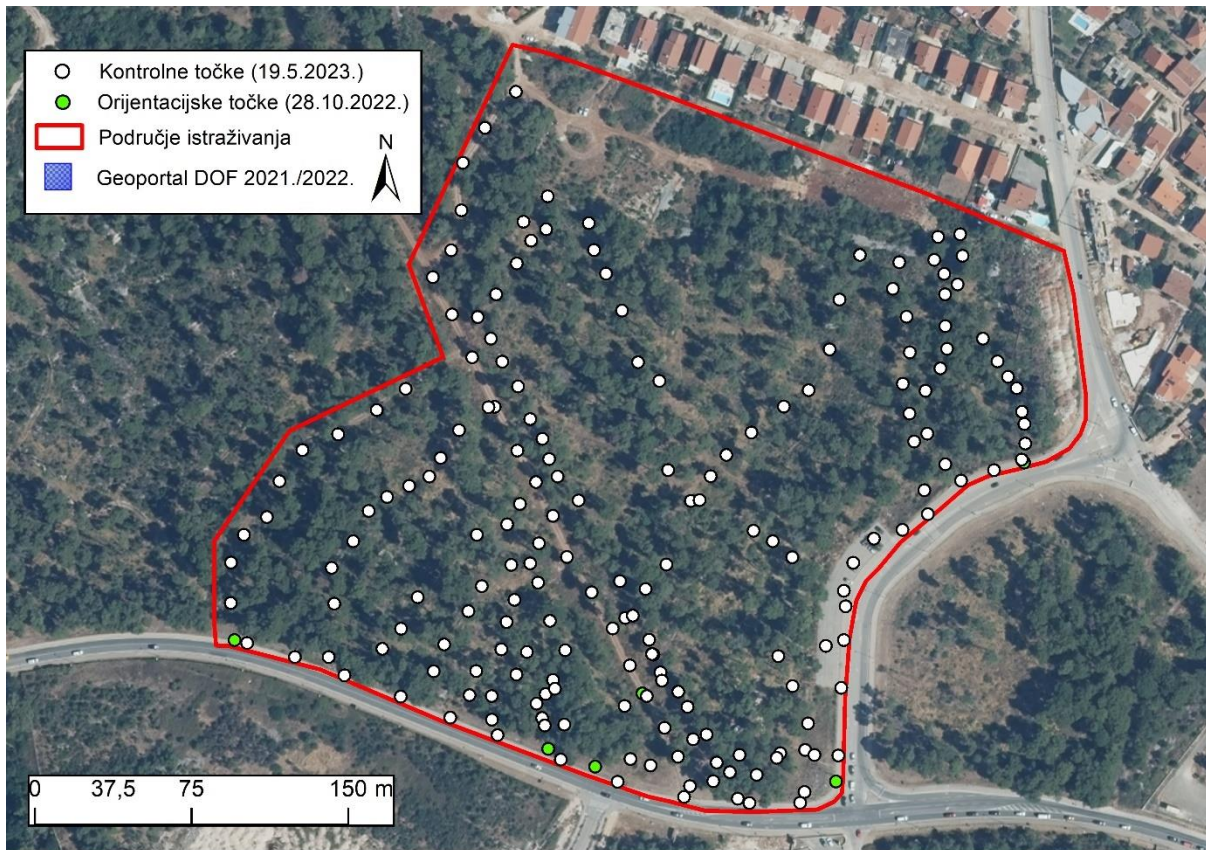 Kontrolne točke (19.5.2023.)
Orijentacijske točke (28.10.2022.)
Područje istraživanja
N
Geoportal DOF 2021./2022.
0 37,5 75 150 m